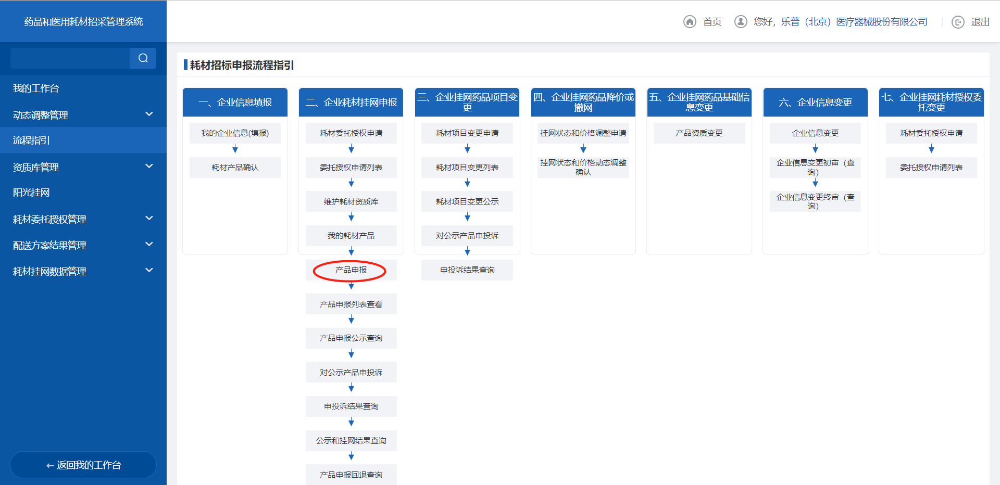 药品和医用耗材招采管理系统
首页
您好，乐普（北京）医疗器械股份有限公司
退出
我的工作台
动态调整管理
流程指引
资质库管理
阳光挂网
耗材委托授权管理
配送方案结果管理
耗材挂网数据管理
←返回我的工作台
耗材招标申报流程指引
一、企业信息填报
我的企业信息(填报)
耗材产品确认
二、企业耗材挂网申报
耗材委托授权申请
委托授权申请列表
维护耗材资质库
我的耗材产品
产品申报
产品申报列表查看
产品申报公示查询
对公示产品申投诉
申投诉结果查询
公示和挂网结果查询
产品申报回退查询
三、企业挂网药品项目变
更
耗材项目变更申请
耗材项目变更列表
耗材项目变更公示
对公示产品申投诉
申投诉结果查询
四、企业挂网药品降价或
撤网
挂网状态和价格调整申请
挂网状态和价格动态调整
确认
五、企业挂网药品基础信
息变更
产品资质变更
六、企业信息变更
企业信息变更
企业信息变更初审（查
询）
企业信息变更终审（查
询）
七、企业挂网耗材授权委
托变更
耗材委托授权申请
委托授权申请列表